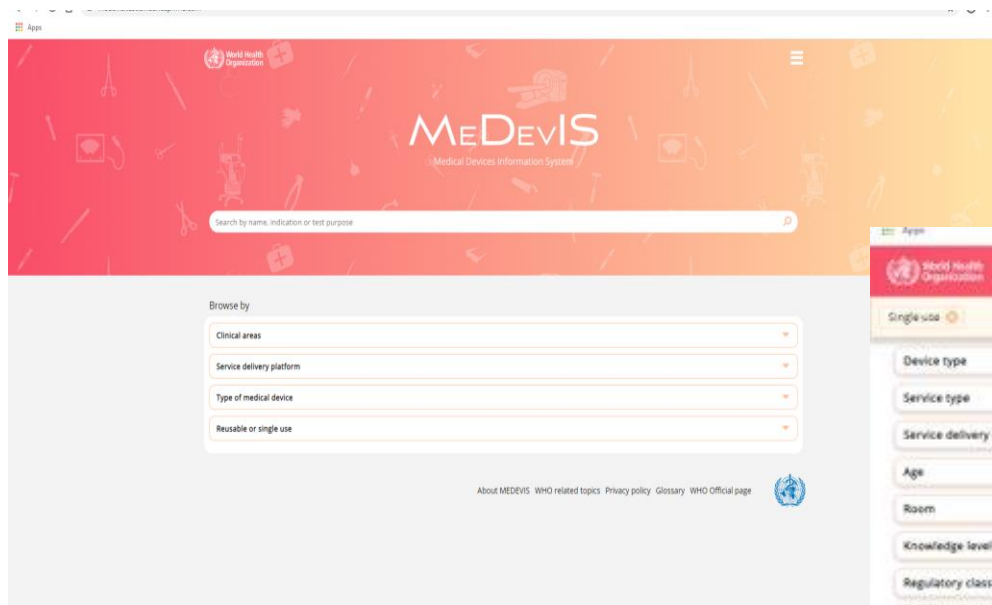 Apps
World Health
Organization
MEDEVIS
Medical Devices Information System
Search by name, indication or test purpose
Browse by
Clinical areas
Service delivery platform
Type of medical device
Reusable or single use
About MEDEVIS WHO related topics Privacy policy Glossary WHO Official page
Apps
World Health
Organization
Single use
Device type
Service type
Service delivery
Age
Room
Knowledge level
Regulatory class